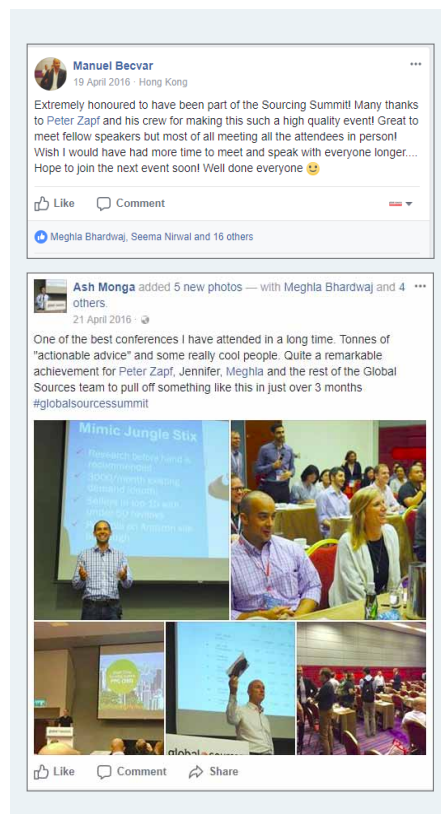 Manuel Becvar
19 April 2016 · Hong Kong
Extremely honoured to have been part of the Sourcing Summit! Many thanks
to Peter Zapf and his crew for making this such a high quality event! Great to
meet fellow speakers but most of all meeting all the attendees in person!
Wish I would have had more time to meet and speak with everyone longer....
Hope to join the next event soon! Well done everyone 🙂
Like Comment
Meghla Bhardwaj, Seema Nirwal and 16 others
Ash Monga added 5 new photos — with Meghla Bhardwaj and 4
others.
21 April 2016 ·
One of the best conferences I have attended in a long time. Tonnes of
"actionable advice" and some really cool people. Quite a remarkable
achievement for Peter Zapf, Jennifer, Meghla and the rest of the Global
Sources team to pull off something like this in just over 3 months
#globalsourcessummit
Mimic Jungle Stix
global
Like Comment Share